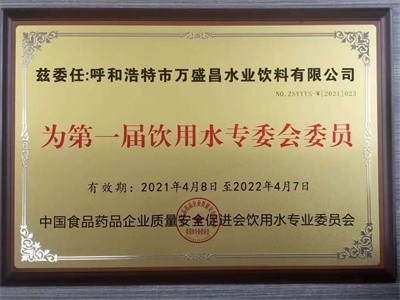 兹委任:呼和浩特市万盛昌水业饮料有限公司
NO.ZSYYYS-W[2021]023
为第一届饮用水专委会委员
有效期：2021年4月8日至2022年4月7日
中国食品药品企业质量安全促进会饮用水专业委员会